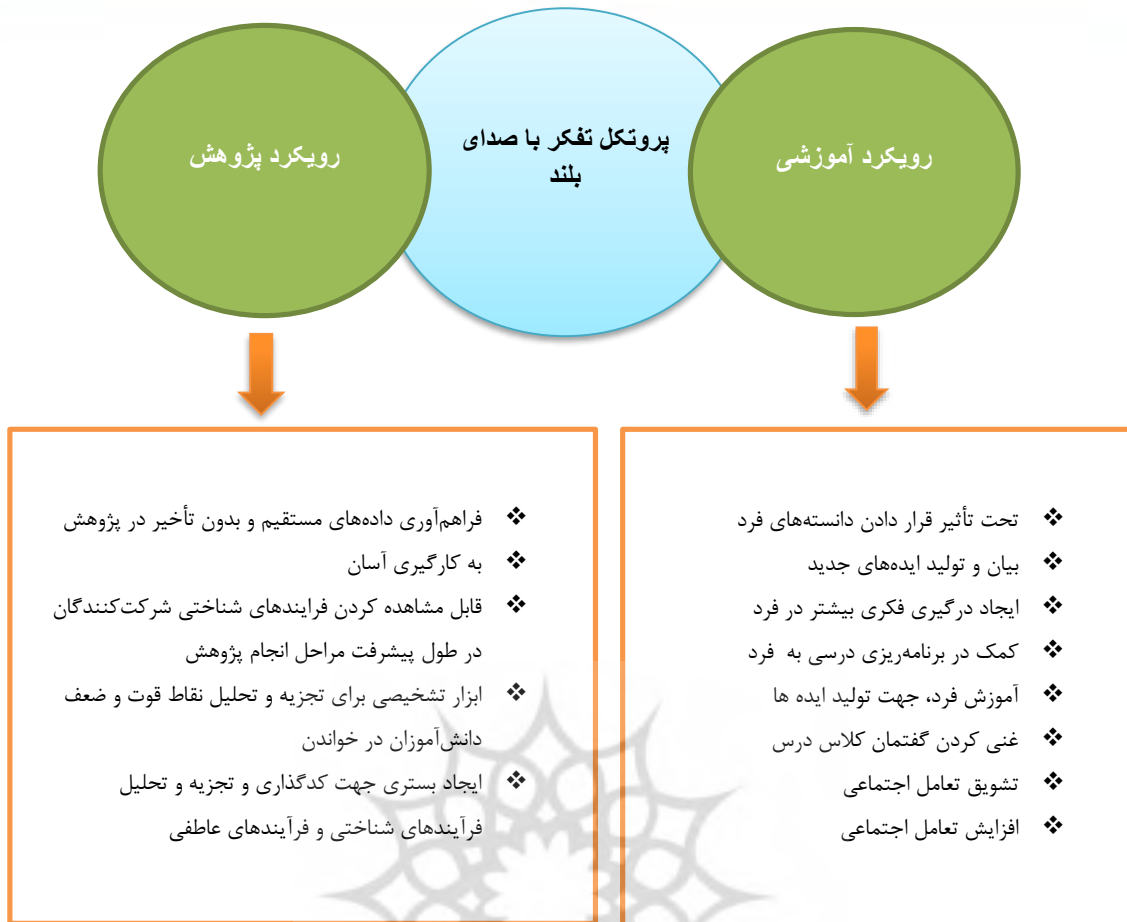 رویکرد آموزشی
پروتکل تفکر با صدای
بلند
رویکرد پژوهش
❖ تحت تأثیر قرار دادن دانسته‌های فرد
❖ بیان و تولید ایده‌های جدید
❖ ایجاد درگیری فکری بیشتر در فرد
❖ کمک در برنامه‌ریزی درسی به فرد
❖ آموزش فرد، جهت تولید ایده ها
❖ غنی کردن گفتمان کلاس درس
❖ تشویق تعامل اجتماعی
❖ افزایش تعامل اجتماعی
❖ فراهم‌آوری داده‌های مستقیم و بدون تأخیر در پژوهش
❖ به کارگیری آسان
❖ قابل مشاهده کردن فرایندهای شناختی شرکت‌کنندگان
در طول پیشرفت مراحل انجام پژوهش
❖ ابزار تشخیصی برای تجزیه و تحلیل نقاط قوت و ضعف
دانش‌آموزان در خواندن
❖ ایجاد بستری جهت کدگذاری و تجزیه و تحلیل
فرآیندهای شناختی و فرآیندهای عاطفی